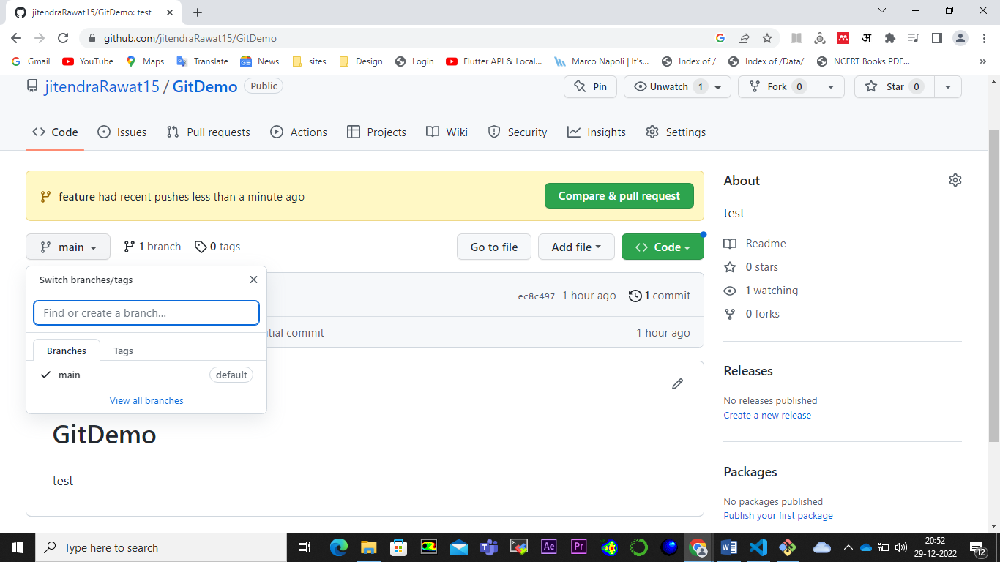 jitendraRawat15/GitDemo: test
github.com/jitendraRawat15/GitDemo
अ
Gmail YouTube Maps Translate News sites Design Login Flutter API & Local... Marco Napoli | It's... Index of / Index of /Data/ NCERT Books PDF... »
jitendraRawat15 / GitDemo Public Pin Unwatch 1 Fork 0 Star 0
Code Issues Pull requests Actions Projects Wiki Security Insights Settings
feature had recent pushes less than a minute ago Compare & pull request
main 1 branch 0 tags Go to file Add file Code
Switch branches/tags
Find or create a branch...
Branches Tags
main default
View all branches
ec8c497 1 hour ago 1 commit
itial commit 1 hour ago
GitDemo
test
About
test
Readme
0 stars
1 watching
0 forks
Releases
No releases published
Create a new release
Packages
No packages published
Publish your first package
Type here to search
Ae
Pr
20:52
29-12-2022
12